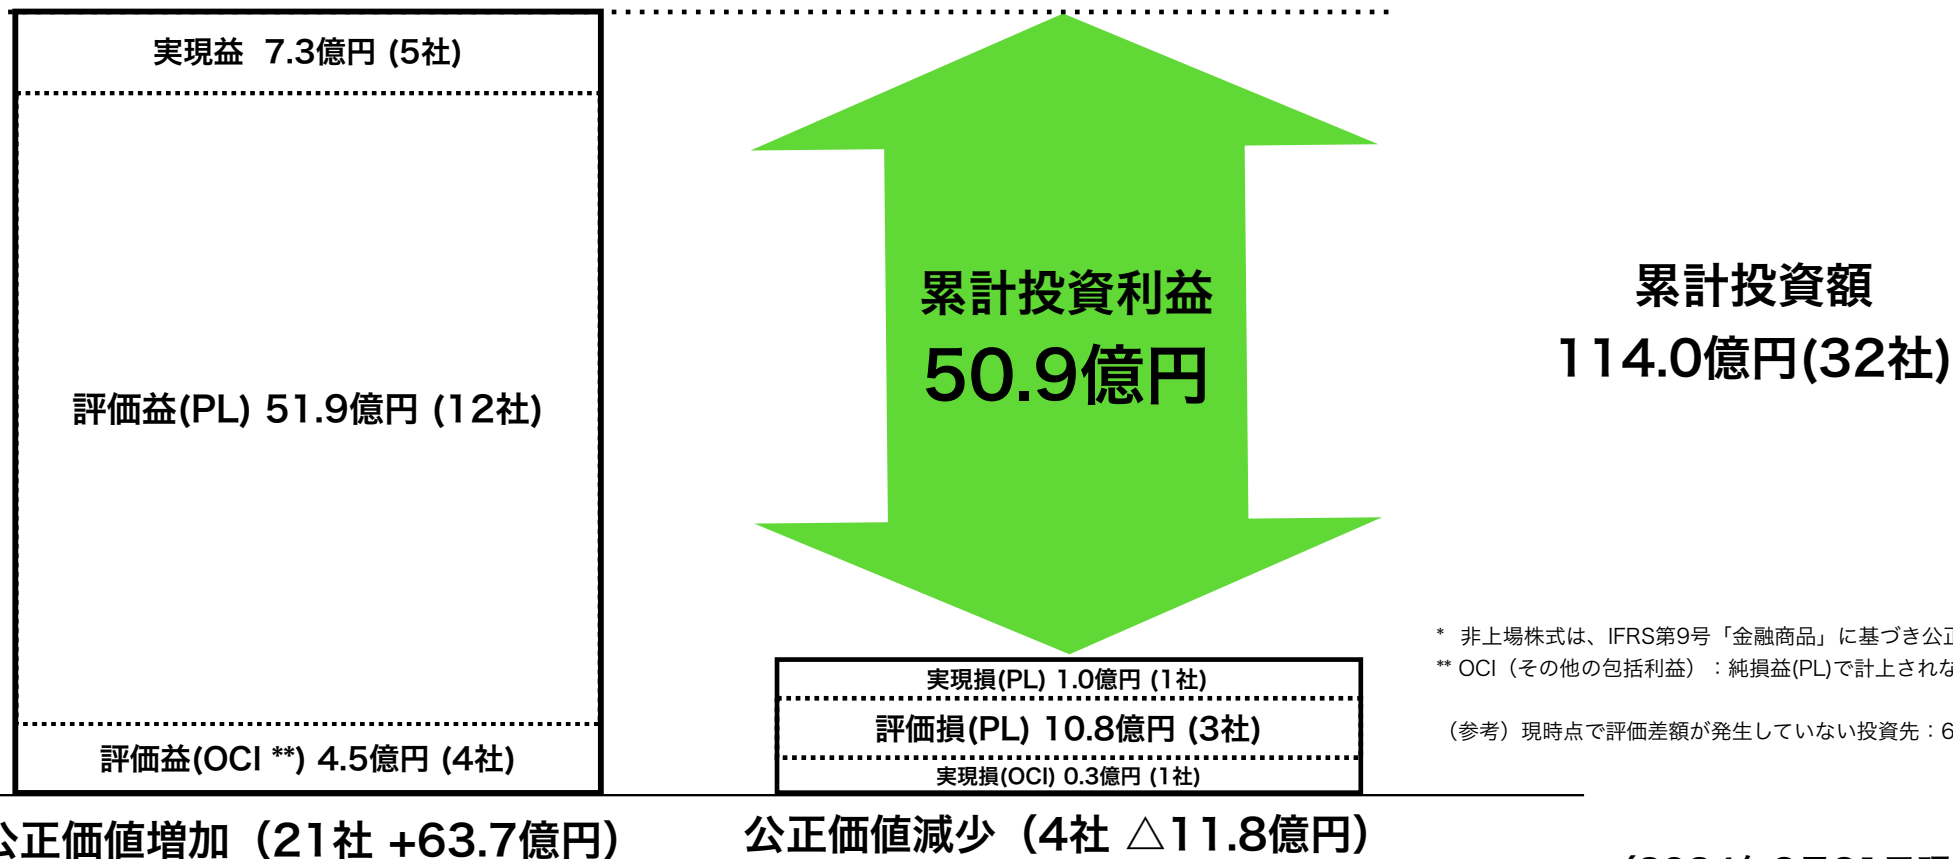 実現益 7.3億円 (5社)
評価益(PL) 51.9億円 (12社)
評価益(OCI **) 4.5億円 (4社)
公正価値増加（21社 +63.7億円）
累計投資利益
50.9億円
実現損(PL) 1.0億円 (1社)
評価損(PL) 10.8億円 (3社)
実現損(OCI) 0.3億円 (1社)
公正価値減少（4社 △11.8億円）
累計投資額
114.0億円(32社)
* 非上場株式は、IFRS第9号「金融商品」に基づき公正
** OCI（その他の包括利益）：純損益(PL)で計上されな
（参考）現時点で評価差額が発生していない投資先：6